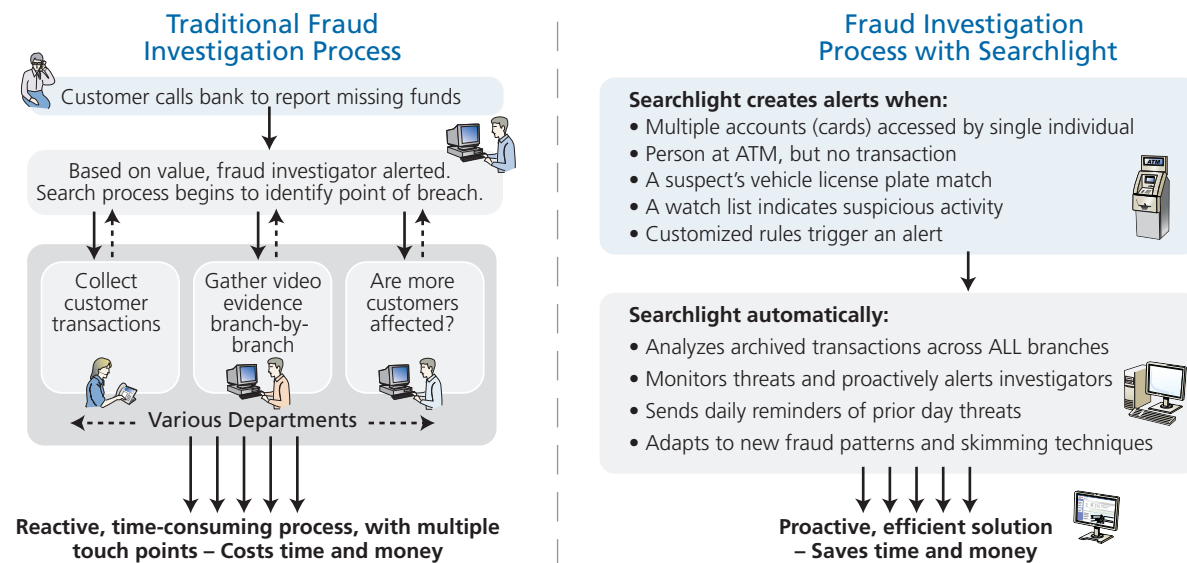 Traditional Fraud
Investigation Process
Customer calls bank to report missing funds
Based on value, fraud investigator alerted.
Search process begins to identify point of breach.
Collect
customer
transactions
Gather video
evidence
branch-by-
branch
Are more
customers
affected?
Various Departments
Reactive, time-consuming process, with multiple
touch points – Costs time and money
Fraud Investigation
Process with Searchlight
Searchlight creates alerts when:
• Multiple accounts (cards) accessed by single individual
• Person at ATM, but no transaction
• A suspect’s vehicle license plate match
• A watch list indicates suspicious activity
• Customized rules trigger an alert
ATM
Searchlight automatically:
• Analyzes archived transactions across ALL branches
• Monitors threats and proactively alerts investigators
• Sends daily reminders of prior day threats
• Adapts to new fraud patterns and skimming techniques
Proactive, efficient solution
– Saves time and money